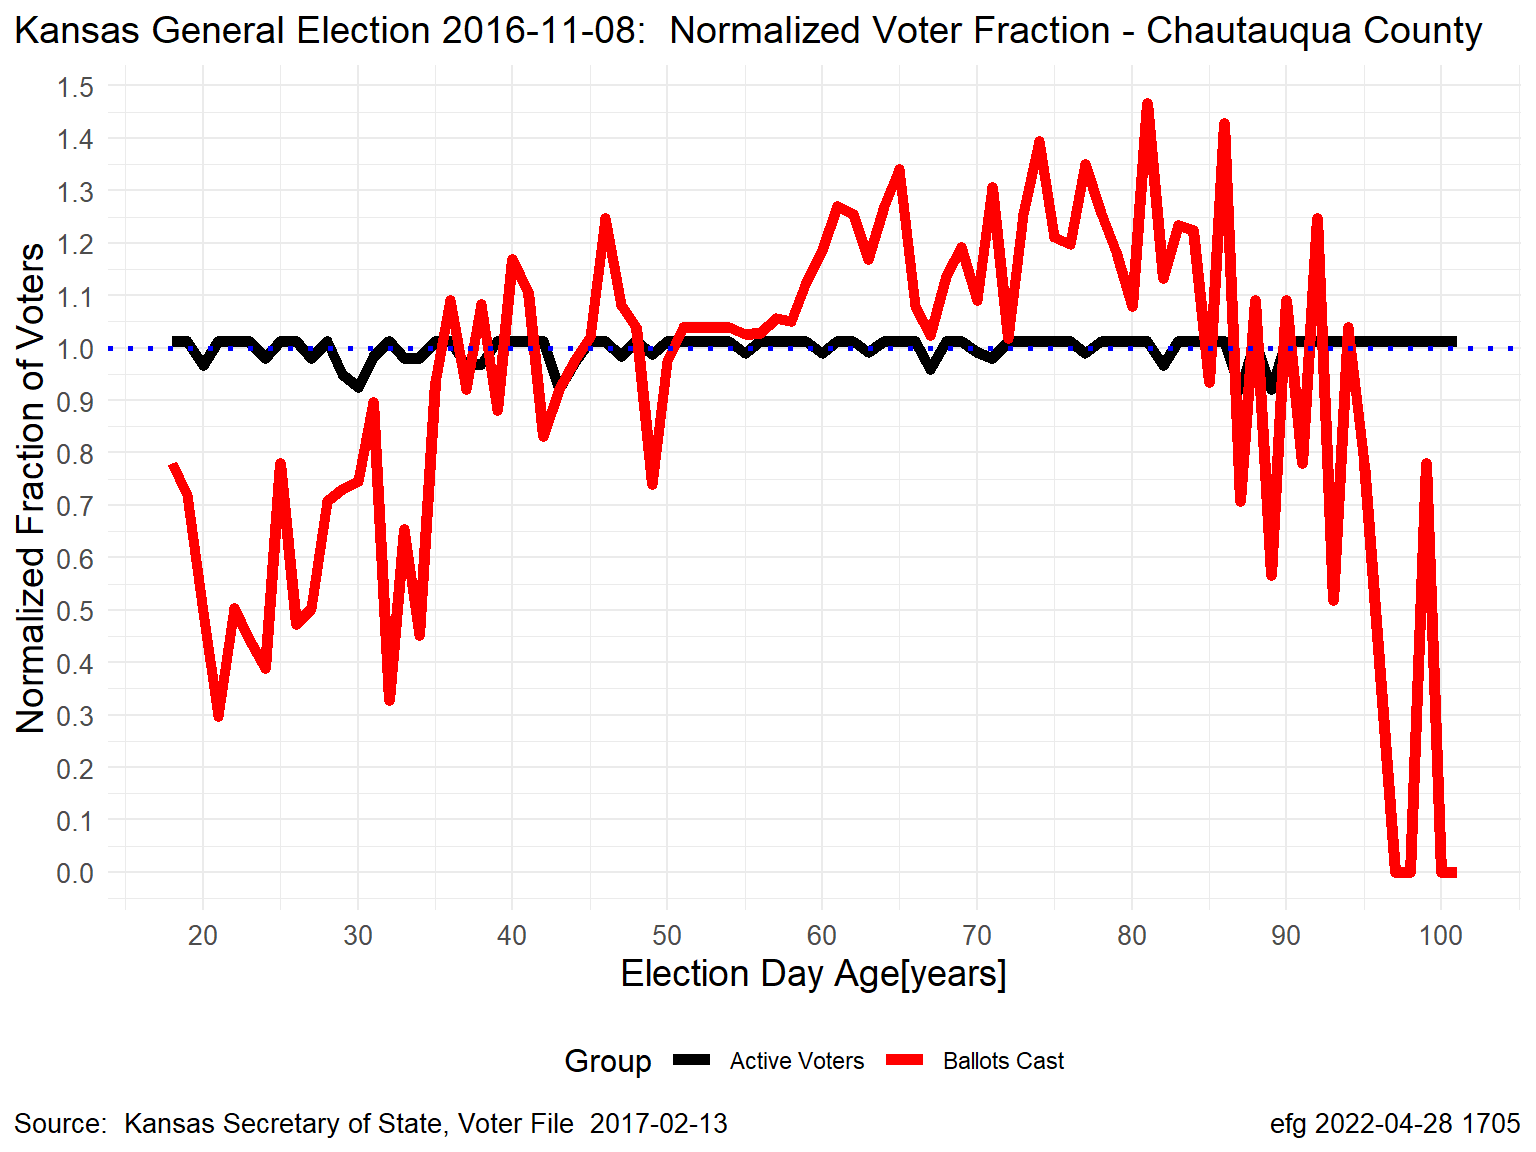 Kansas General Election 2016-11-08:  Normalized Voter Fraction - Chautauqua County
Normalized Fraction of Voters
1.5
1.4
1.3
1.2
1.1
1.0
0.9
0.8
0.7
0.6
0.5
0.4
0.3
0.2
0.1
0.0
20 30 40 50 60 70 80 90 100
Election Day Age[years]
Group Active Voters Ballots Cast
Source:  Kansas Secretary of State, Voter File  2017-02-13 efg 2022-04-28 1705